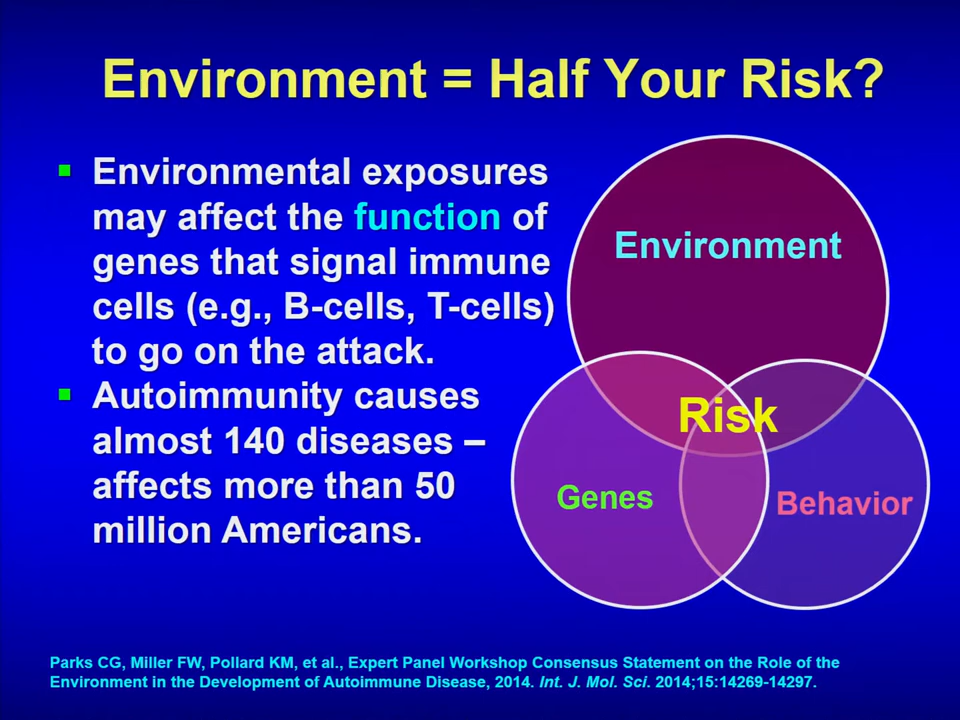 Environment = Half Your Risk?
▪ Environmental exposures
may affect the function of
genes that signal immune
cells (e.g., B-cells, T-cells)
to go on the attack.
▪ Autoimmunity causes
almost 140 diseases –
affects more than 50
million Americans.
Environment
Risk
Genes
Behavior
Parks CG, Miller FW, Pollard KM, et al., Expert Panel Workshop Consensus Statement on the Role of the
Environment in the Development of Autoimmune Disease, 2014. Int. J. Mol. Sci. 2014;15:14269-14297.